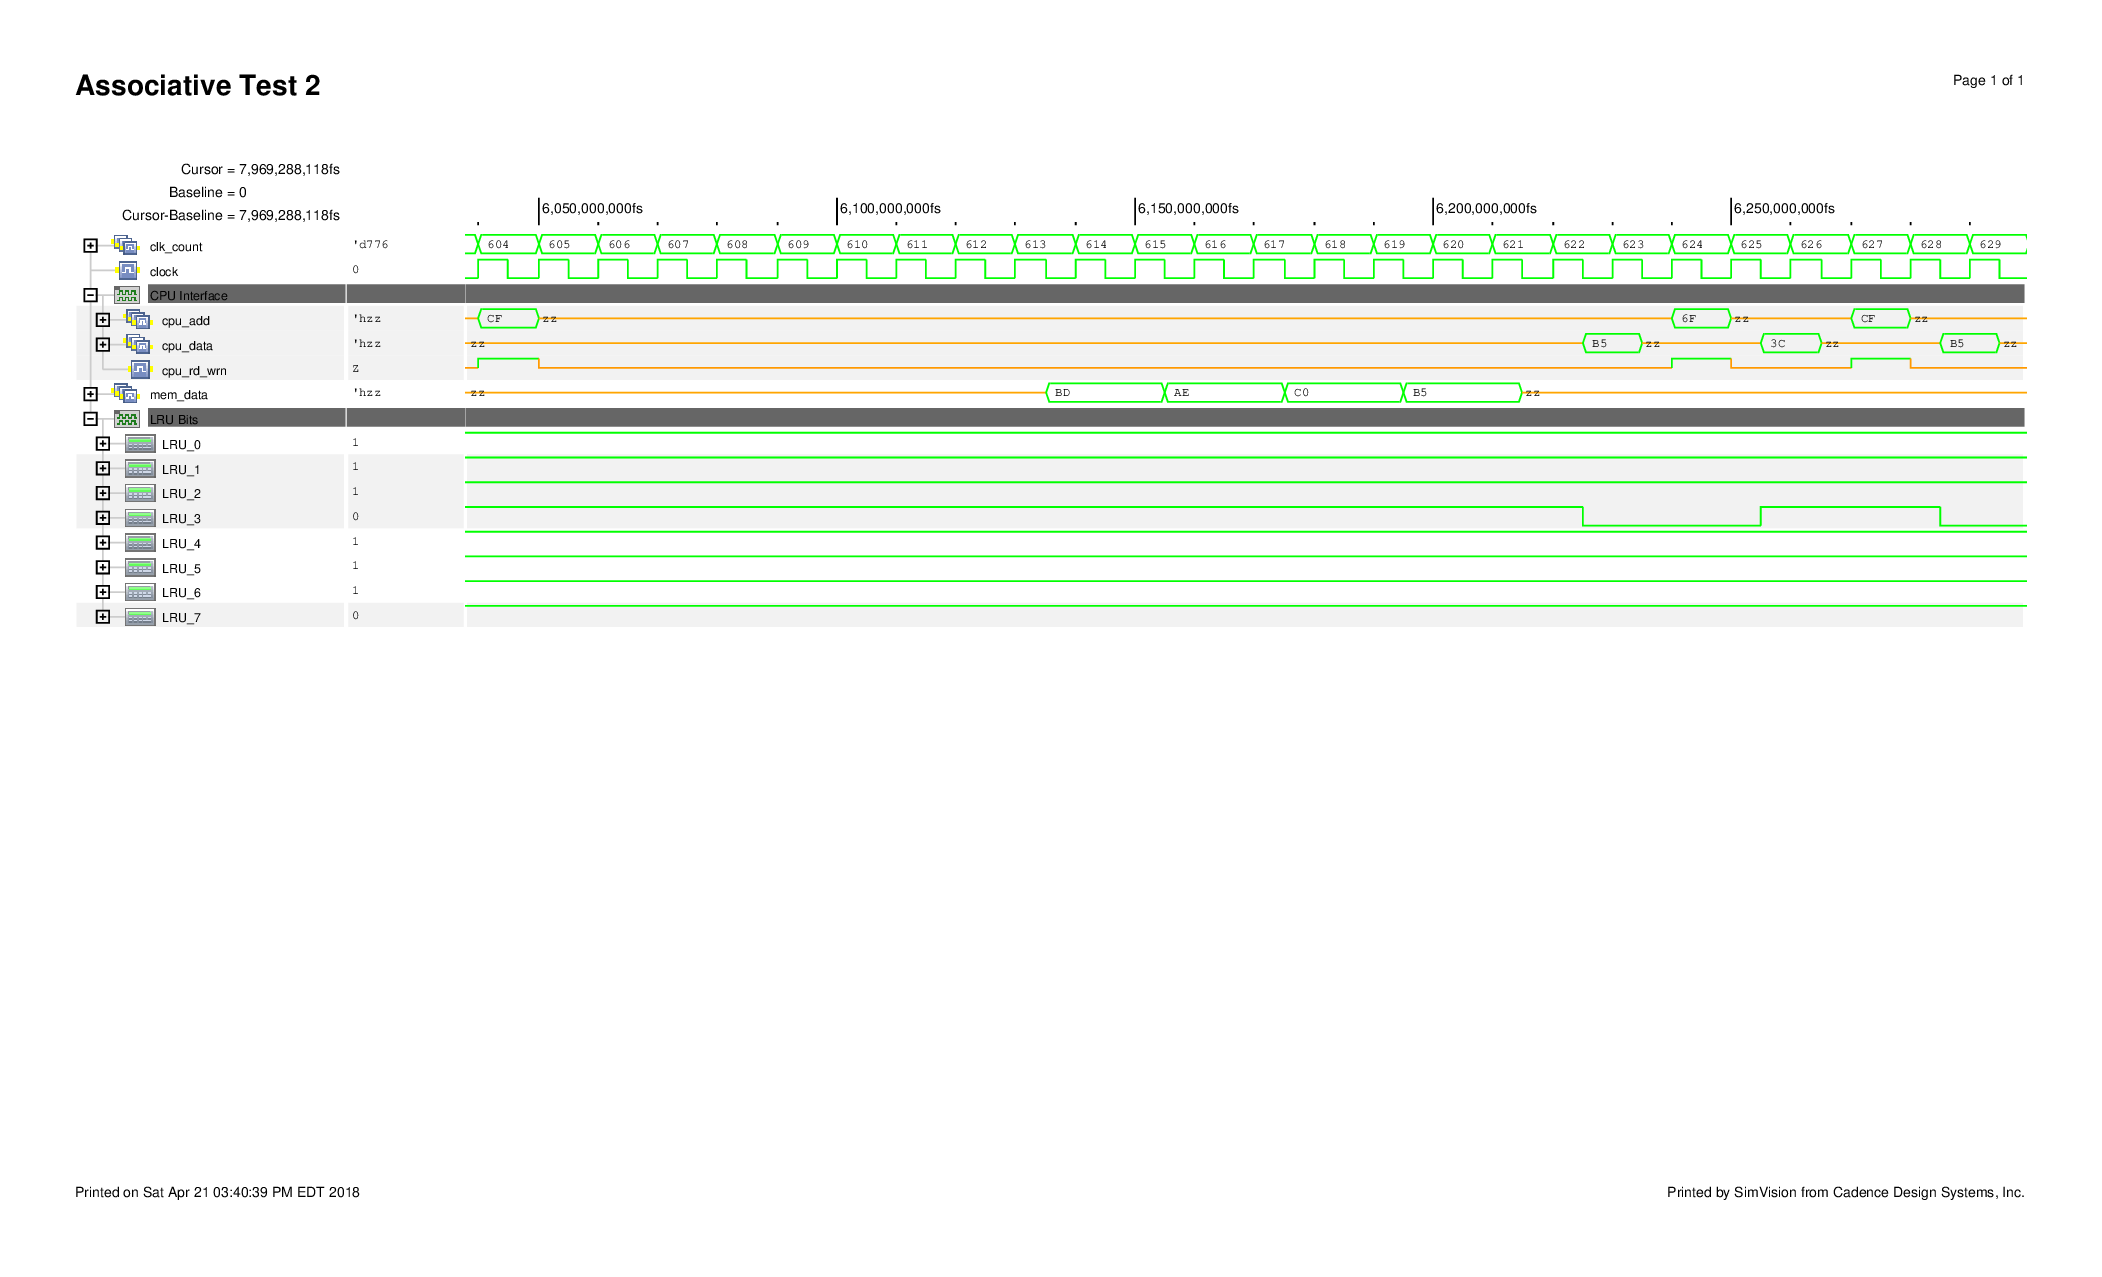 Associative Test 2
Page 1 of 1
Cursor = 7,969,288,118fs
Baseline = 0
Cursor-Baseline = 7,969,288,118fs
6,050,000,000fs 6,100,000,000fs 6,150,000,000fs 6,200,000,000fs 6,250,000,000fs
clk_count 'd776 604 605 606 607 608 609 610 611 612 613 614 615 616 617 618 619 620 621 622 623 624 625 626 627 628 629
clock 0
CPU Interface
cpu_add 'hzz CF zz 6F zz CF zz
cpu_data 'hzz zz B5 zz 3C zz B5 zz
cpu_rd_wrn z
mem_data 'hzz zz BD AE C0 B5 zz
LRU Bits
LRU_0 1
LRU_1 1
LRU_2 1
LRU_3 0
LRU_4 1
LRU_5 1
LRU_6 1
LRU_7 0
Printed on Sat Apr 21 03:40:39 PM EDT 2018
Printed by SimVision from Cadence Design Systems, Inc.